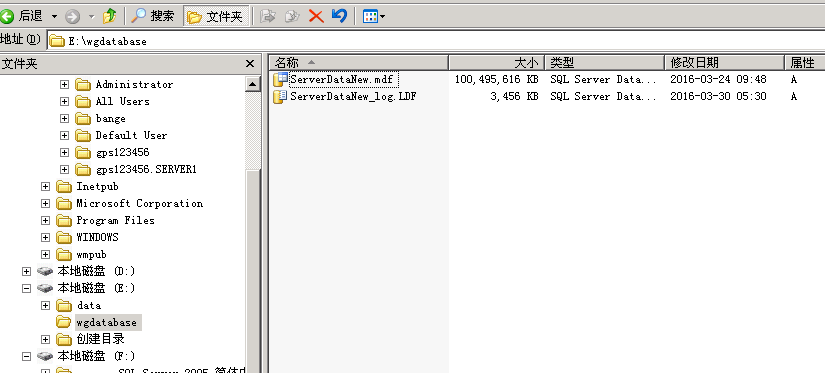 后退 搜索 文件夹
地址(D) E:\wgdatabase
文件夹
名称 大小 类型 修改日期 属性
ServerDataNew.mdf 100,495,616 KB SQL Server Data... 2016-03-24 09:48 A
ServerDataNew_log.LDF 3,456 KB SQL Server Data... 2016-03-30 05:30 A
Administrator
All Users
bange
Default User
gps123456
gps123456.SERVER1
Inetpub
Microsoft Corporation
Program Files
WINDOWS
wmpub
本地磁盘 (D:)
本地磁盘 (E:)
data
wgdatabase
创建目录
本地磁盘 (F:)
SQL Server 2005 简体